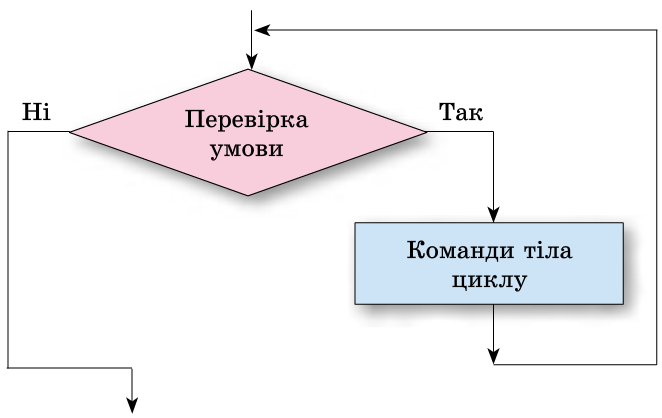 Ні
Так
Перевірка
умови
Команди тіла
циклу